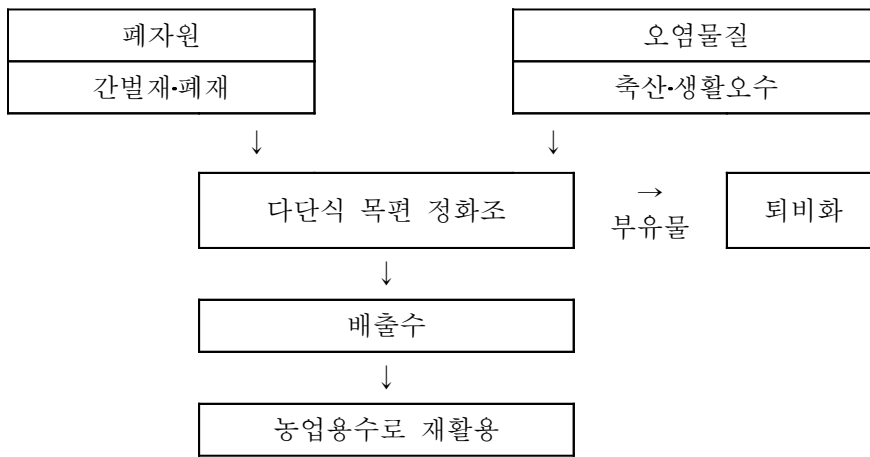 폐자원
오염물질
간벌재·폐재
축산·생활오수
↓
↓
다단식 목편 정화조
→
부유물
퇴비화
↓
배출수
↓
농업용수로 재활용